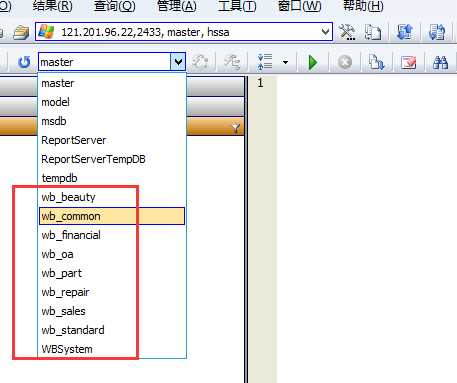 O) 结果(R) 查询(Q) 管理(A) 工具(T) 窗口(W) 帮助(H)
121.201.96.22,2433, master, hssa
master
1
master
model
msdb
ReportServer
ReportServerTempDB
tempdb
wb_beauty
wb_common
wb_financial
wb_oa
wb_part
wb_repair
wb_sales
wb_standard
WBSystem